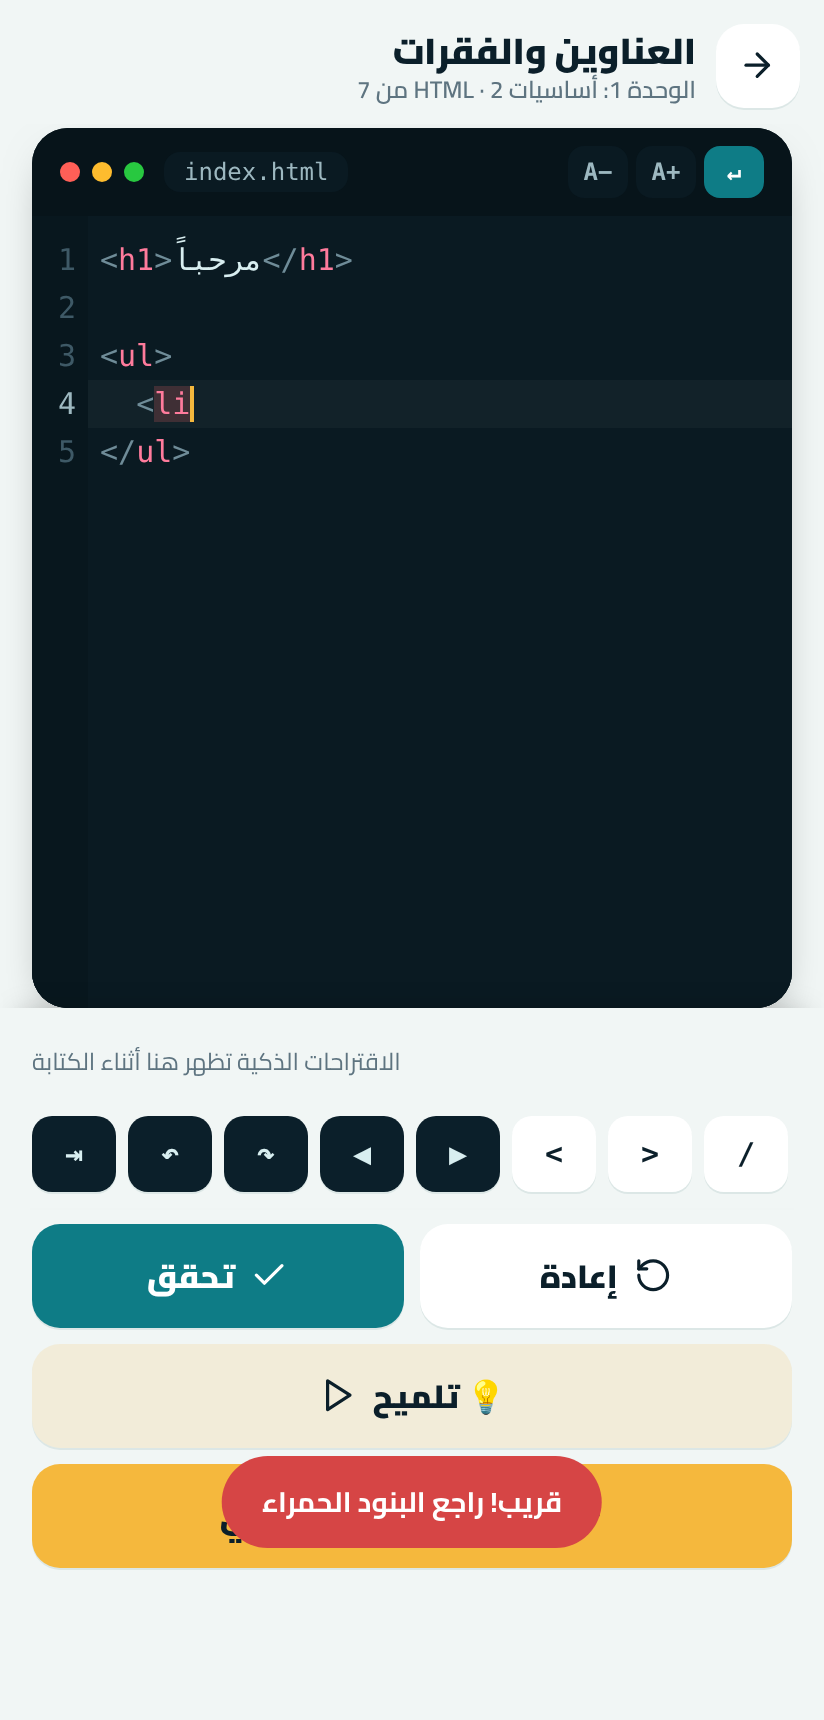 العناوين والفقرات
الوحدة 1: أساسيات HTML · 2 من 7
index.html
A−
A+
↵
1 <h1>مرحباً</h1>
2
3 <ul>
4 <li
5 </ul>
الاقتراحات الذكية تظهر هنا أثناء الكتابة
⇥ ↶ ↷ ◀ ▶ < > /
تحقق
إعادة
💡 تلميح
قريب! راجع البنود الحمراء